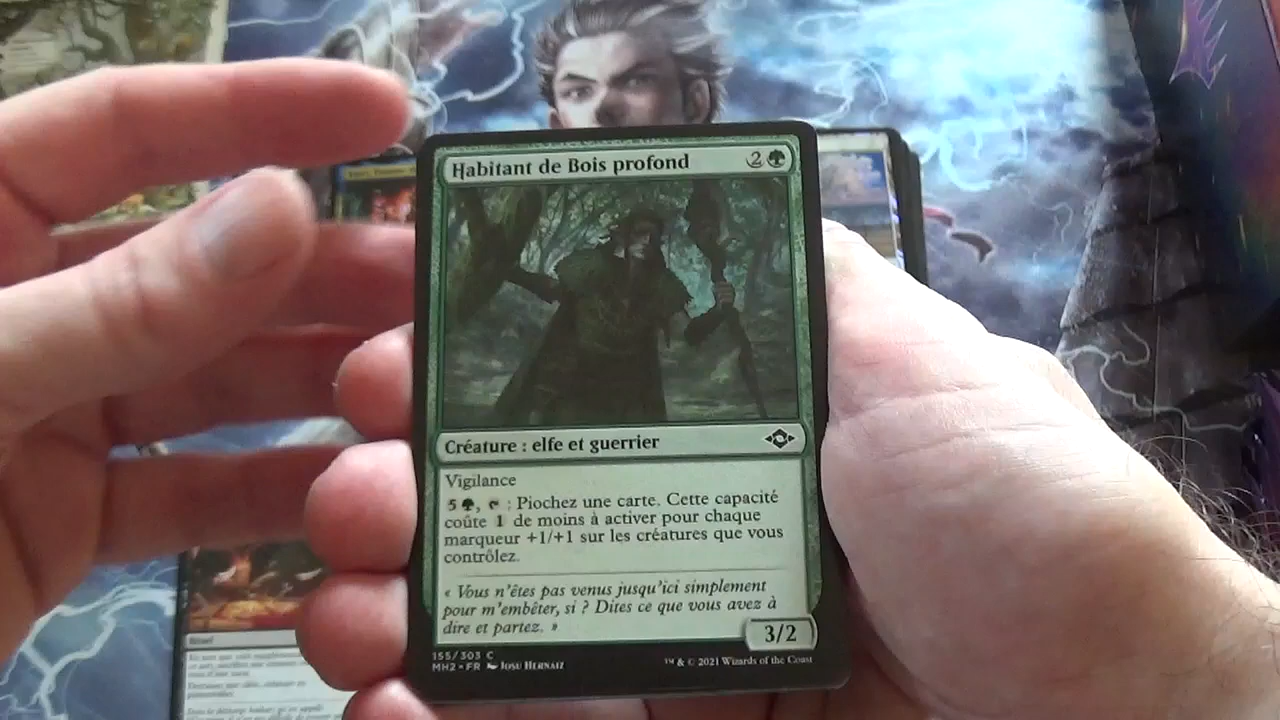 Habitant de Bois profond 2
Créature : elfe et guerrier
Vigilance
5 , : Piochez une carte. Cette capacité
coûte 1 de moins à activer pour chaque
marqueur +1/+1 sur les créatures que vous
contrôlez.
« Vous n'êtes pas venus jusqu'ici simplement
pour m'embêter, si ? Dites ce que vous avez à
dire et partez. »
3/2
155/303 C
MH2 • FR Josu Hernaiz
™ & © 2021 Wizards of the Coast
Rituel